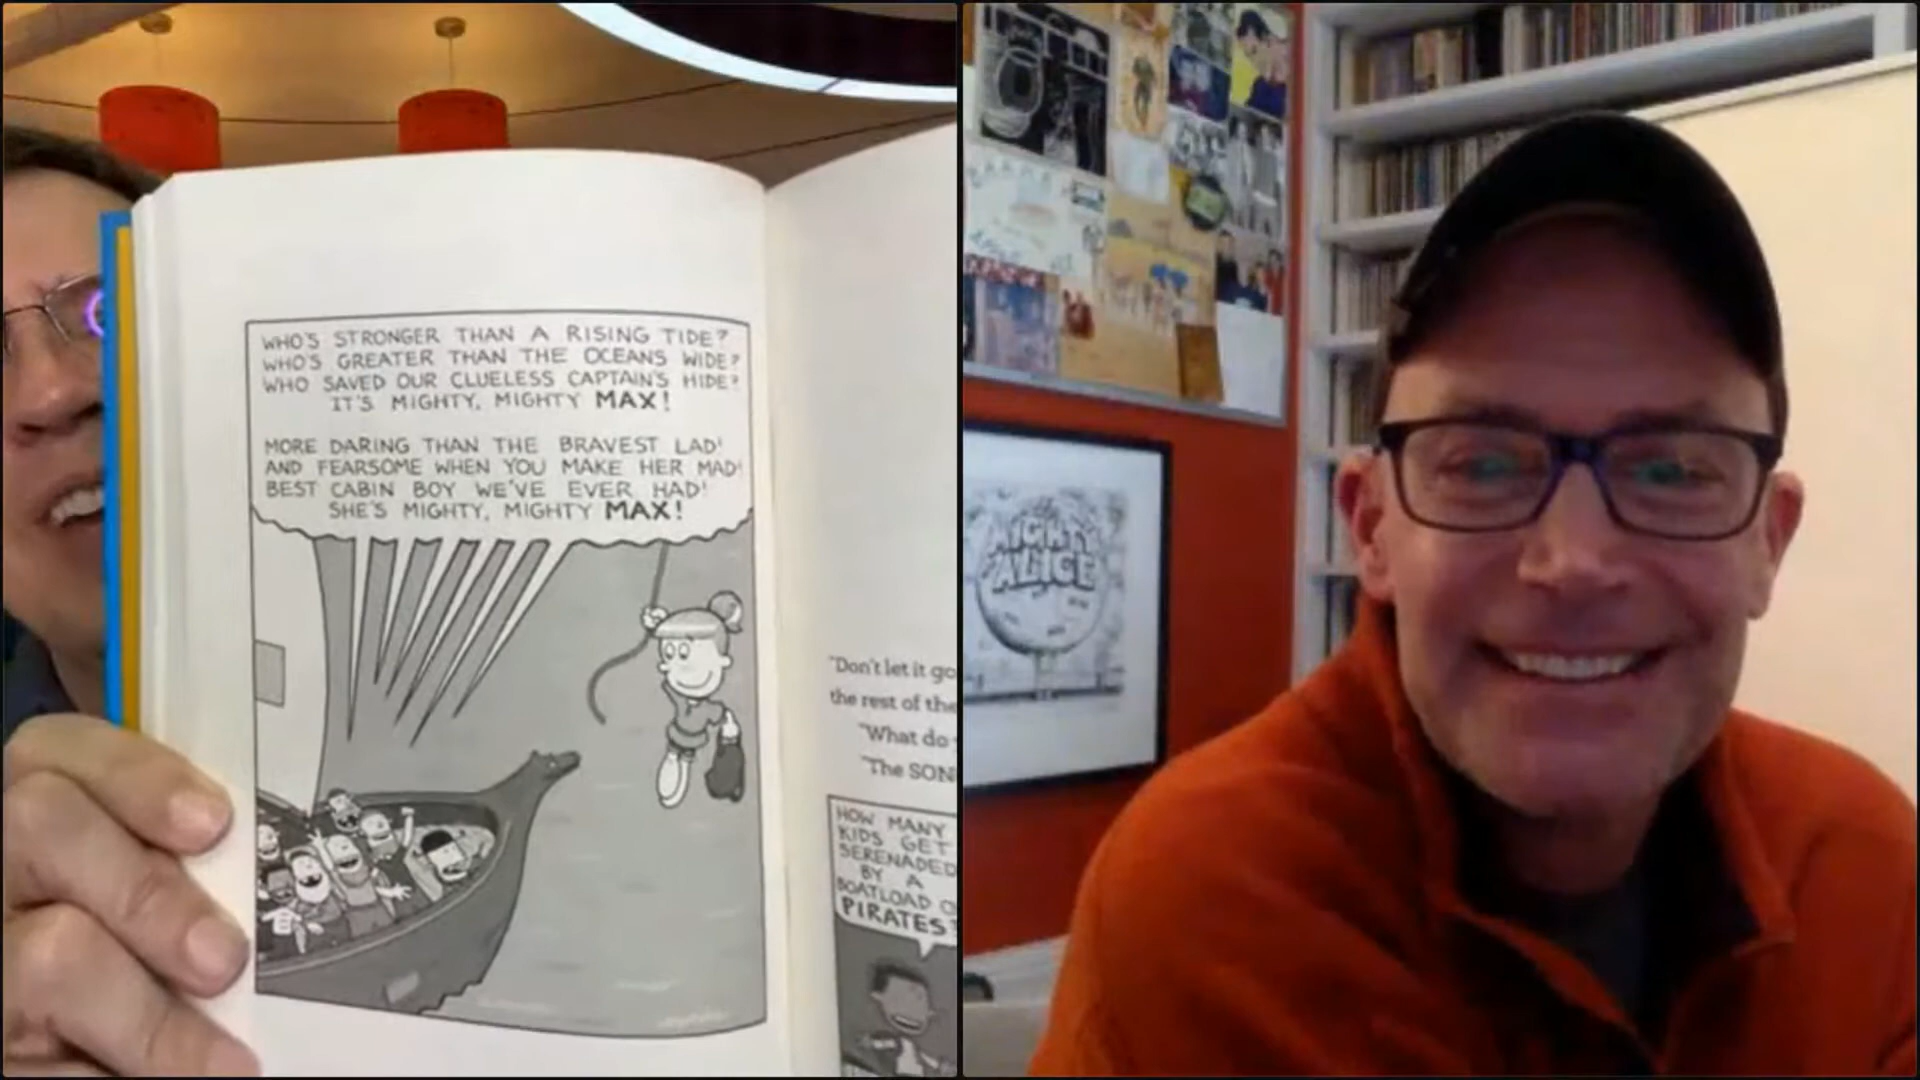 WHO'S STRONGER THAN A RISING TIDE?
WHO'S GREATER THAN THE OCEANS WIDE?
WHO SAVED OUR CLUELESS CAPTAIN'S HIDE?
IT'S MIGHTY, MIGHTY MAX!
MORE DARING THAN THE BRAVEST LAD!
AND FEARSOME WHEN YOU MAKE HER MAD!
BEST CABIN BOY WE'VE EVER HAD!
SHE'S MIGHTY, MIGHTY MAX!
"Don't let it go
the rest of the
"What do
"The SON
HOW MANY
KIDS GET
SERENADED
BY A
BOATLOAD O
PIRATES?
MIGHTY
ALICE